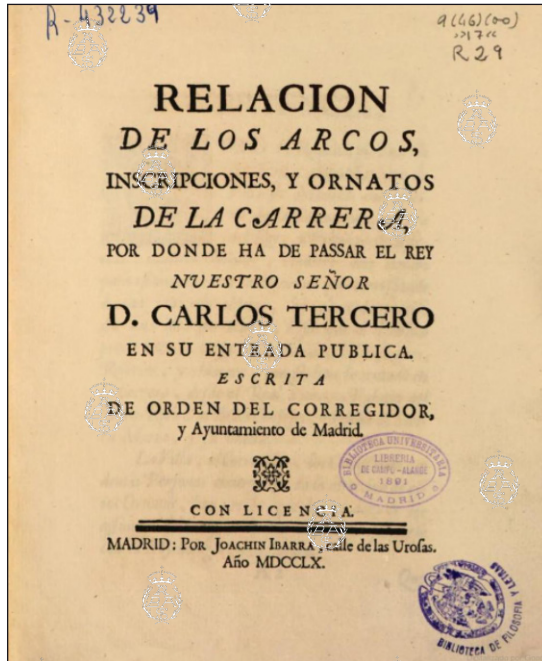 R-432239
9(46)(00)
"17"
R 29
RELACION
DE LOS ARCOS,
INSCRIPCIONES, Y ORNATOS
DE LA CARRERA,
POR DONDE HA DE PASSAR EL REY
NUESTRO SEÑOR
D. CARLOS TERCERO
EN SU ENTRADA PUBLICA.
ESCRITA
DE ORDEN DEL CORREGIDOR,
y Ayuntamiento de Madrid.
BIBLIOTECA UNIVERSITARIA
LIBRERIA
DE CAMPO-ALANGE
1891
MADRID
CON LICENCIA.
MADRID: POR JOACHIN IBARRA, calle de las Urosas.
Año MDCCLX.
BIBLIOTECA DE FILOSOFIA
Y LETRAS